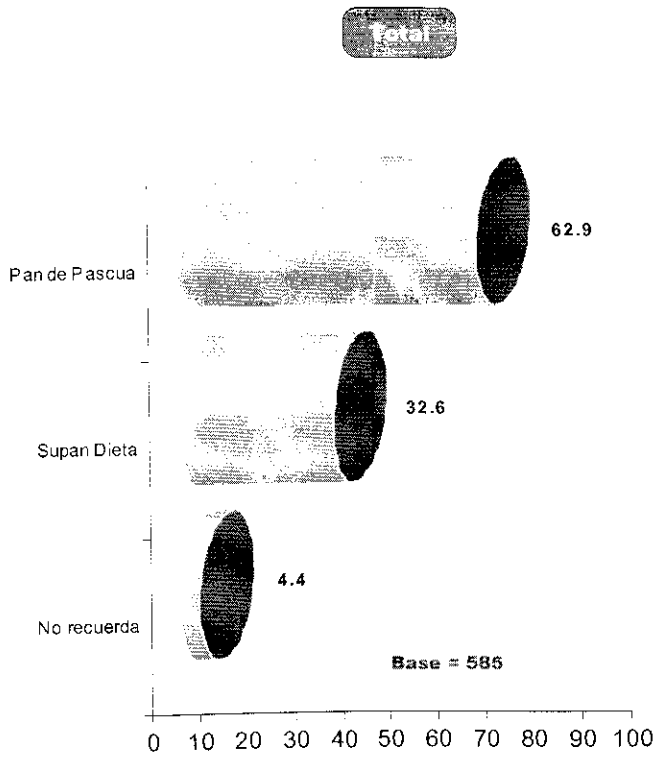 Total
62.9
Pan de Pascua
32.6
Supan Dieta
4.4
No recuerda
Base = 585
0 10 20 30 40 50 60 70 80 90 100